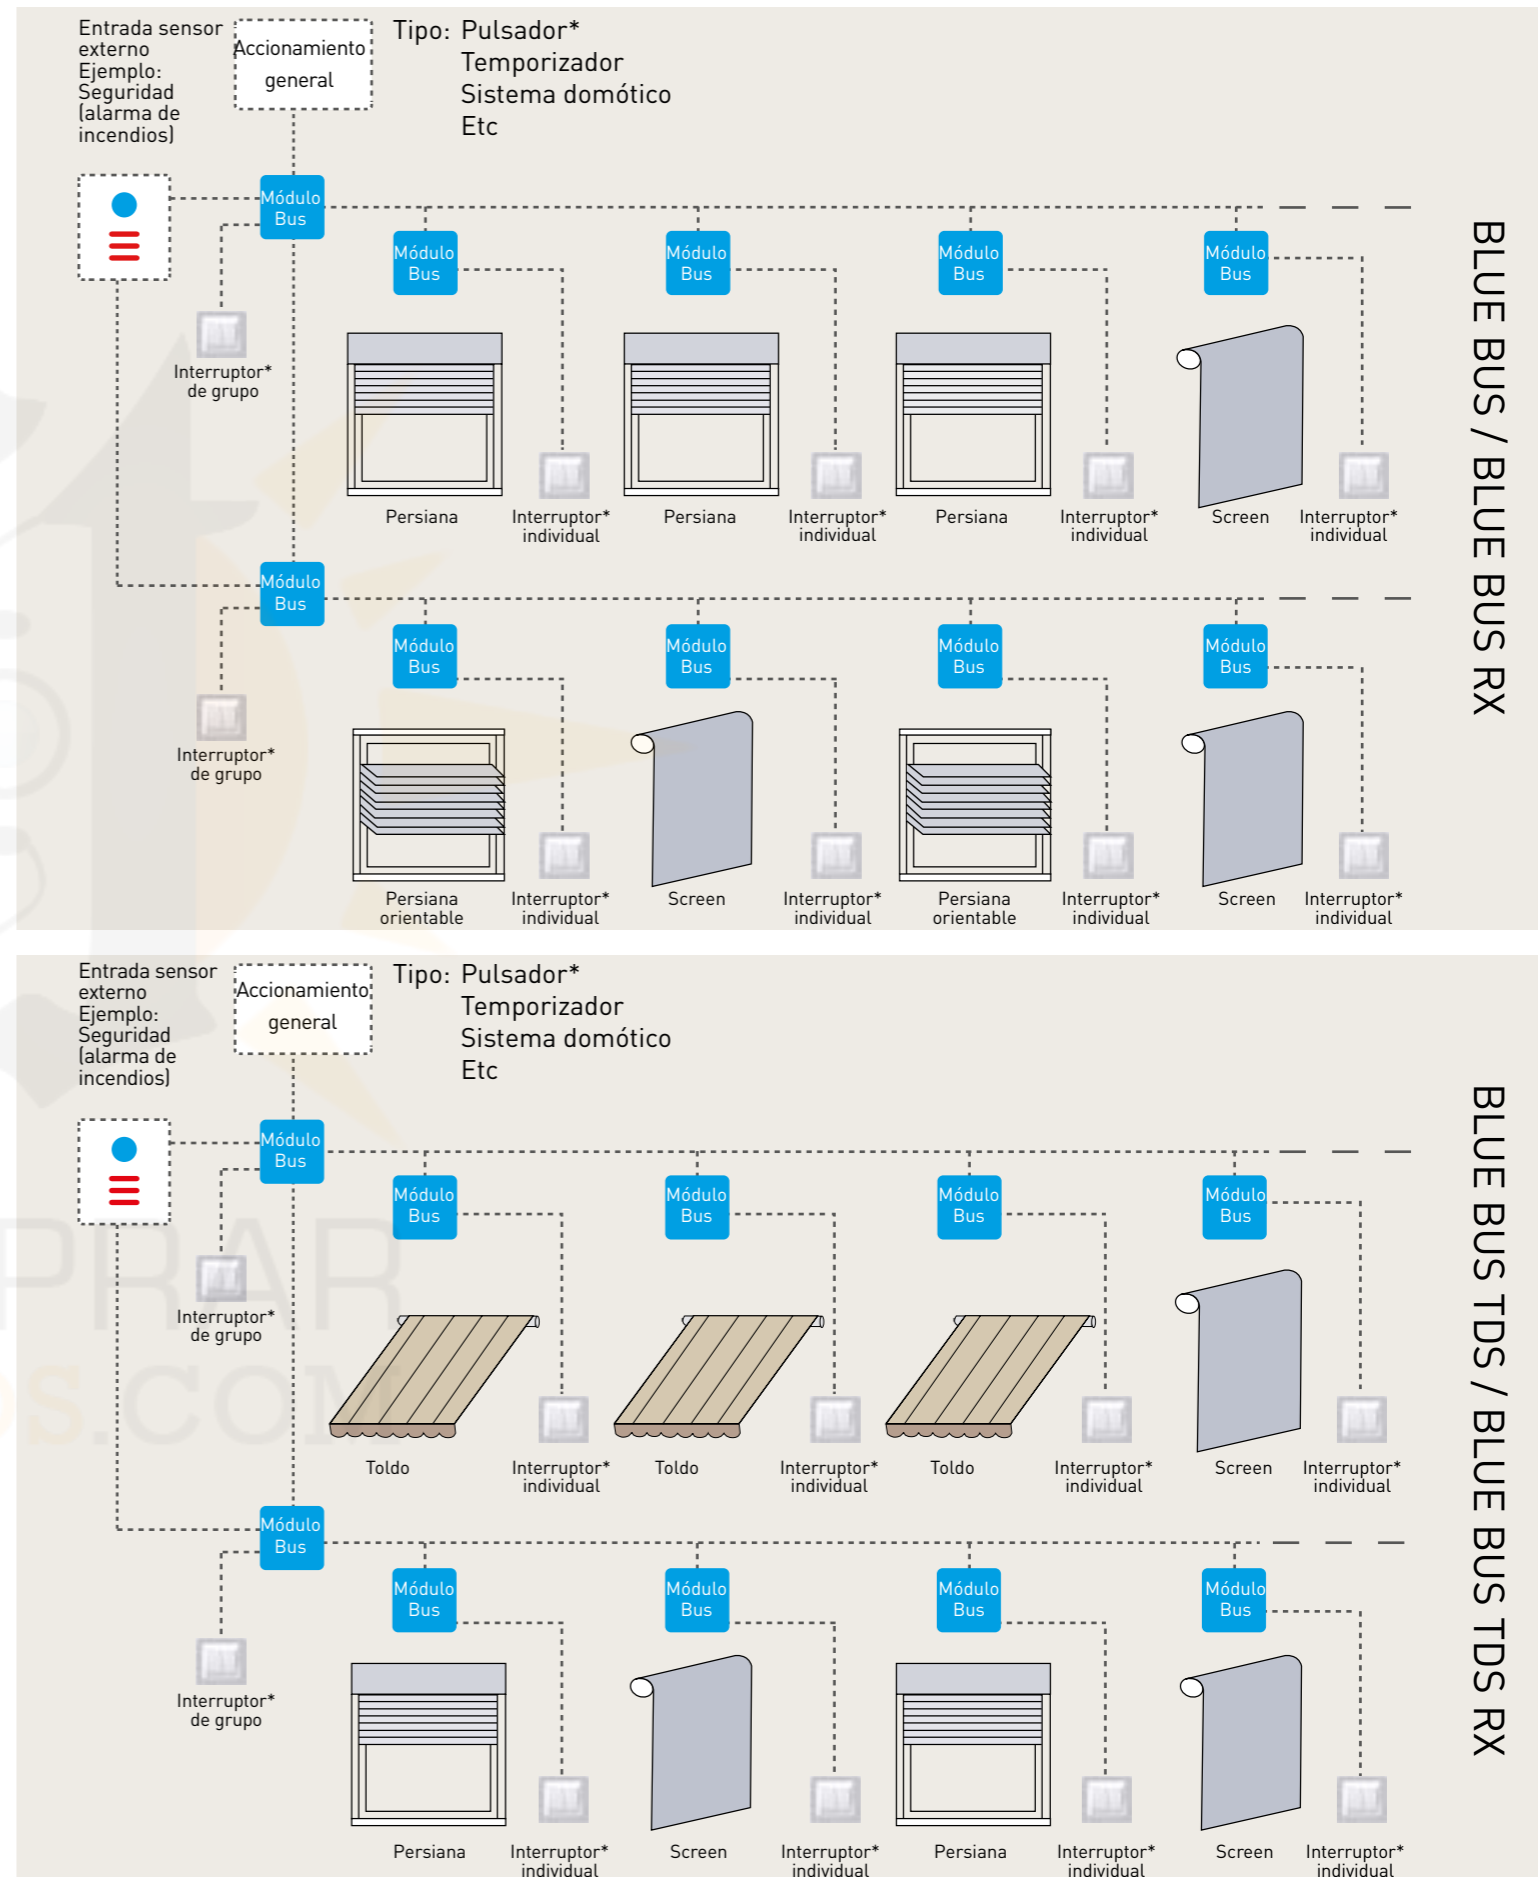 Entrada sensor
externo
Ejemplo:
Seguridad
(alarma de
incendios)
Accionamiento
general
Tipo: Pulsador*
Temporizador
Sistema domótico
Etc
Módulo
Bus
Módulo
Bus
Módulo
Bus
Módulo
Bus
Módulo
Bus
Interruptor*
de grupo
Persiana
Interruptor*
individual
Persiana
Interruptor*
individual
Persiana
Interruptor*
individual
Screen
Interruptor*
individual
Módulo
Bus
Módulo
Bus
Módulo
Bus
Módulo
Bus
Módulo
Bus
Interruptor*
de grupo
Persiana
orientable
Interruptor*
individual
Screen
Interruptor*
individual
Persiana
orientable
Interruptor*
individual
Screen
Interruptor*
individual
BLUE BUS / BLUE BUS RX
Entrada sensor
externo
Ejemplo:
Seguridad
(alarma de
incendios)
Accionamiento
general
Tipo: Pulsador*
Temporizador
Sistema domótico
Etc
Módulo
Bus
Módulo
Bus
Módulo
Bus
Módulo
Bus
Módulo
Bus
Interruptor*
de grupo
Toldo
Interruptor*
individual
Toldo
Interruptor*
individual
Toldo
Interruptor*
individual
Screen
Interruptor*
individual
Módulo
Bus
Módulo
Bus
Módulo
Bus
Módulo
Bus
Módulo
Bus
Interruptor*
de grupo
Persiana
Interruptor*
individual
Screen
Interruptor*
individual
Persiana
Interruptor*
individual
Screen
Interruptor*
individual
BLUE BUS TDS / BLUE BUS TDS RX
PRAR
OS.COM